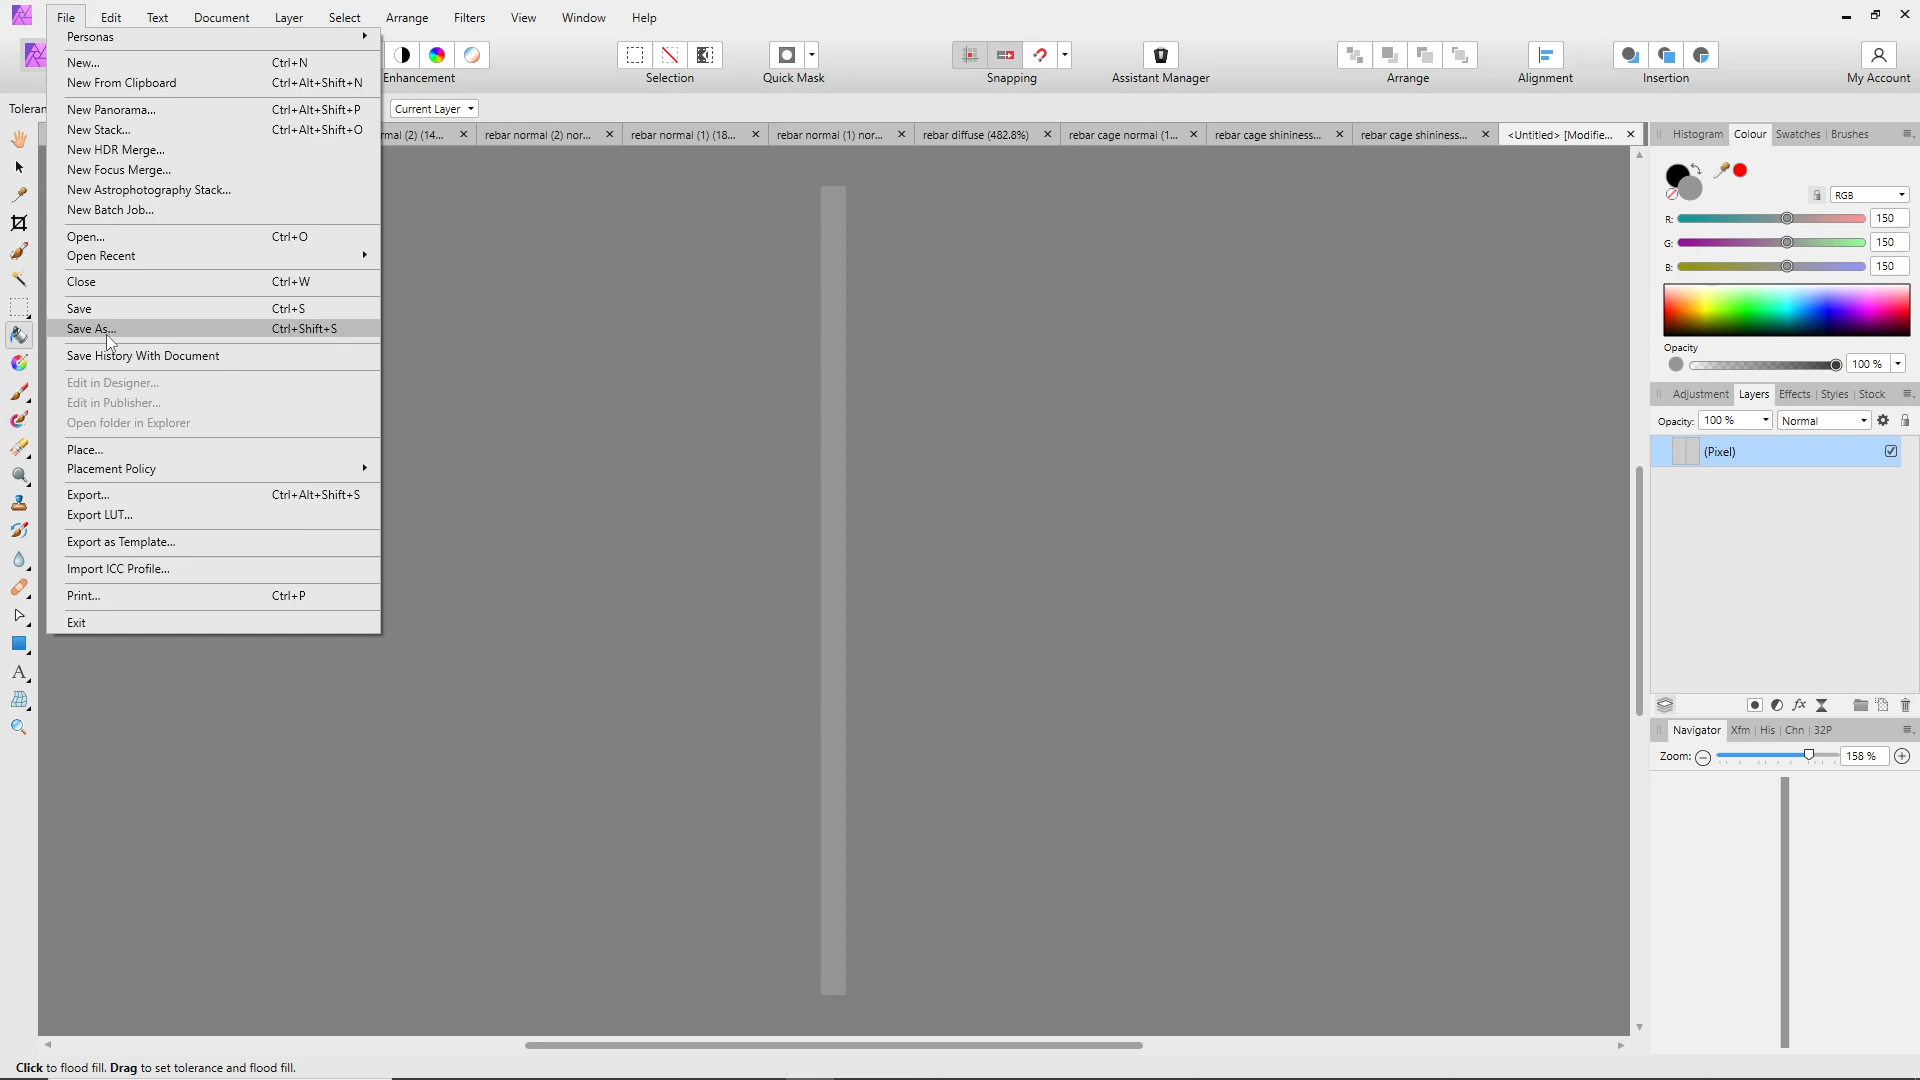 File Edit Text Document Layer Select Arrange Filters View Window Help
Personas
New... Ctrl+N
New From Clipboard Ctrl+Alt+Shift+N
New Panorama... Ctrl+Alt+Shift+P
New Stack... Ctrl+Alt+Shift+O
New HDR Merge...
New Focus Merge...
New Astrophotography Stack...
New Batch Job...
Open... Ctrl+O
Open Recent
Close Ctrl+W
Save Ctrl+S
Save As... Ctrl+Shift+S
Save History With Document
Edit in Designer...
Edit in Publisher...
Open folder in Explorer
Place...
Placement Policy
Export... Ctrl+Alt+Shift+S
Export LUT...
Export as Template...
Import ICC Profile...
Print... Ctrl+P
Exit
Enhancement Selection Quick Mask Snapping Assistant Manager Arrange Alignment Insertion My Account
Toleran Current Layer
rmal (2) (14... rebar normal (2) nor... rebar normal (1) (18... rebar normal (1) nor... rebar diffuse (482.8%) rebar cage normal (1... rebar cage shininess... rebar cage shininess... <Untitled> [Modifie...
Histogram Colour Swatches Brushes
RGB
R: 150
G: 150
B: 150
Opacity
100 %
Adjustment Layers Effects Styles Stock
Opacity: 100 % Normal
(Pixel)
Navigator Xfm His Chn 32P
Zoom: 158 %
Click to flood fill. Drag to set tolerance and flood fill.